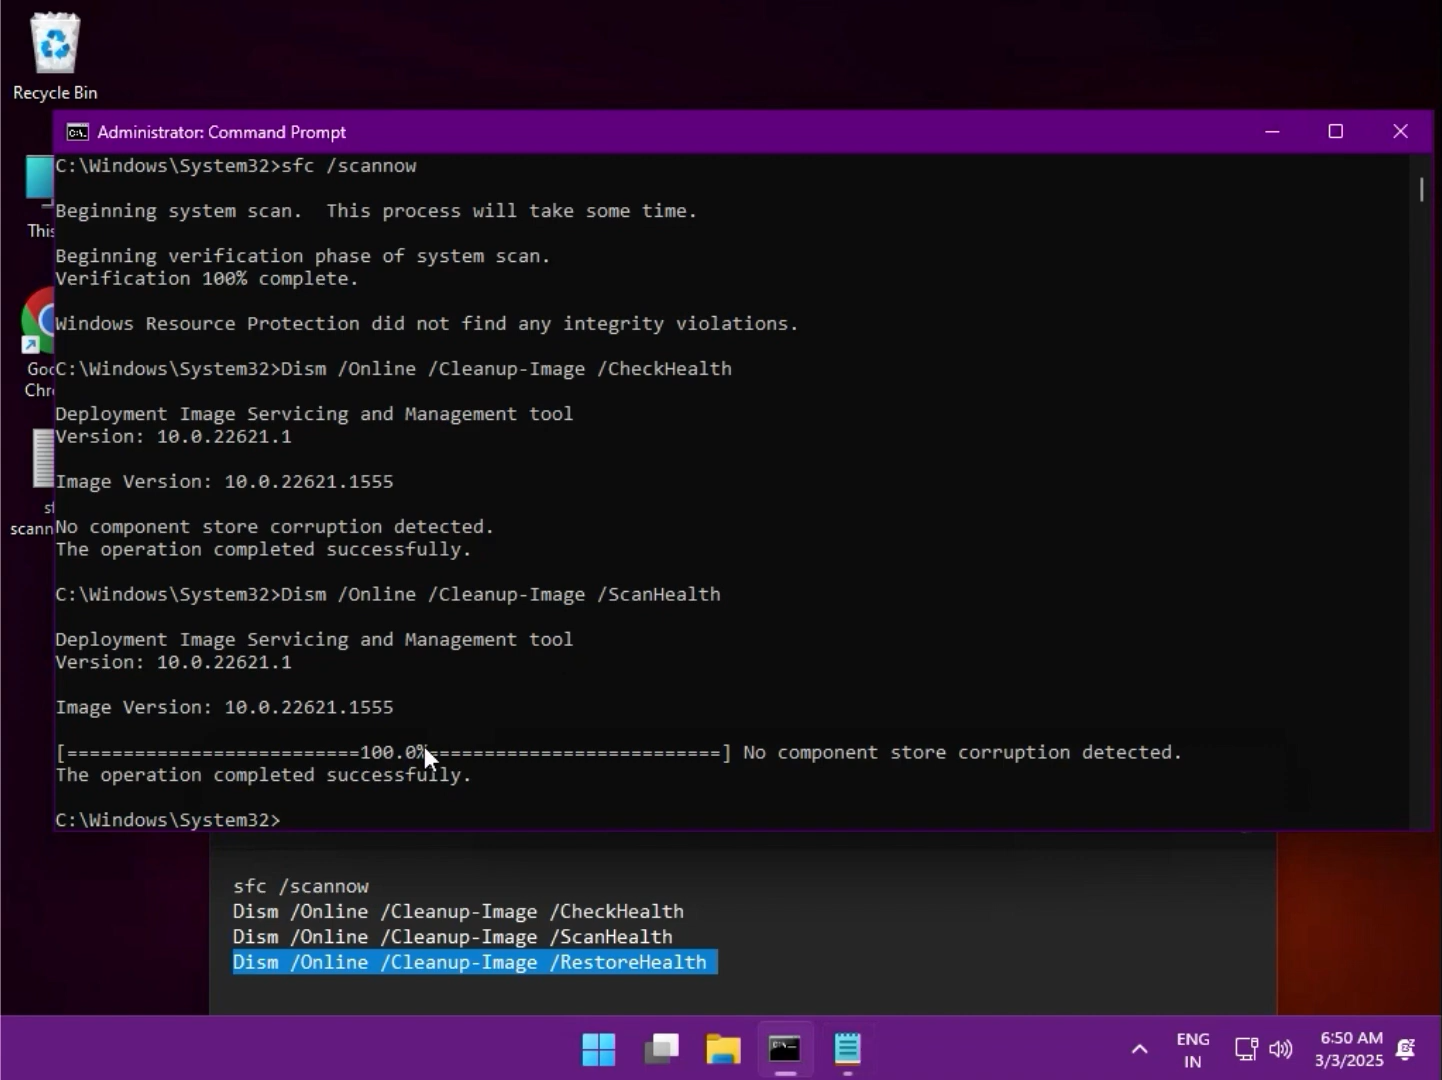 Recycle Bin
Administrator: Command Prompt
C:\Windows\System32>sfc /scannow
Beginning system scan.  This process will take some time.
Beginning verification phase of system scan.
Verification 100% complete.
Windows Resource Protection did not find any integrity violations.
C:\Windows\System32>Dism /Online /Cleanup-Image /CheckHealth
Deployment Image Servicing and Management tool
Version: 10.0.22621.1
Image Version: 10.0.22621.1555
No component store corruption detected.
The operation completed successfully.
C:\Windows\System32>Dism /Online /Cleanup-Image /ScanHealth
Deployment Image Servicing and Management tool
Version: 10.0.22621.1
Image Version: 10.0.22621.1555
[==========================100.0%==========================] No component store corruption detected.
The operation completed successfully.
C:\Windows\System32>
This
Goo
Chr
scann
sfc /scannow
Dism /Online /Cleanup-Image /CheckHealth
Dism /Online /Cleanup-Image /ScanHealth
Dism /Online /Cleanup-Image /RestoreHealth
ENG
IN
6:50 AM
3/3/2025